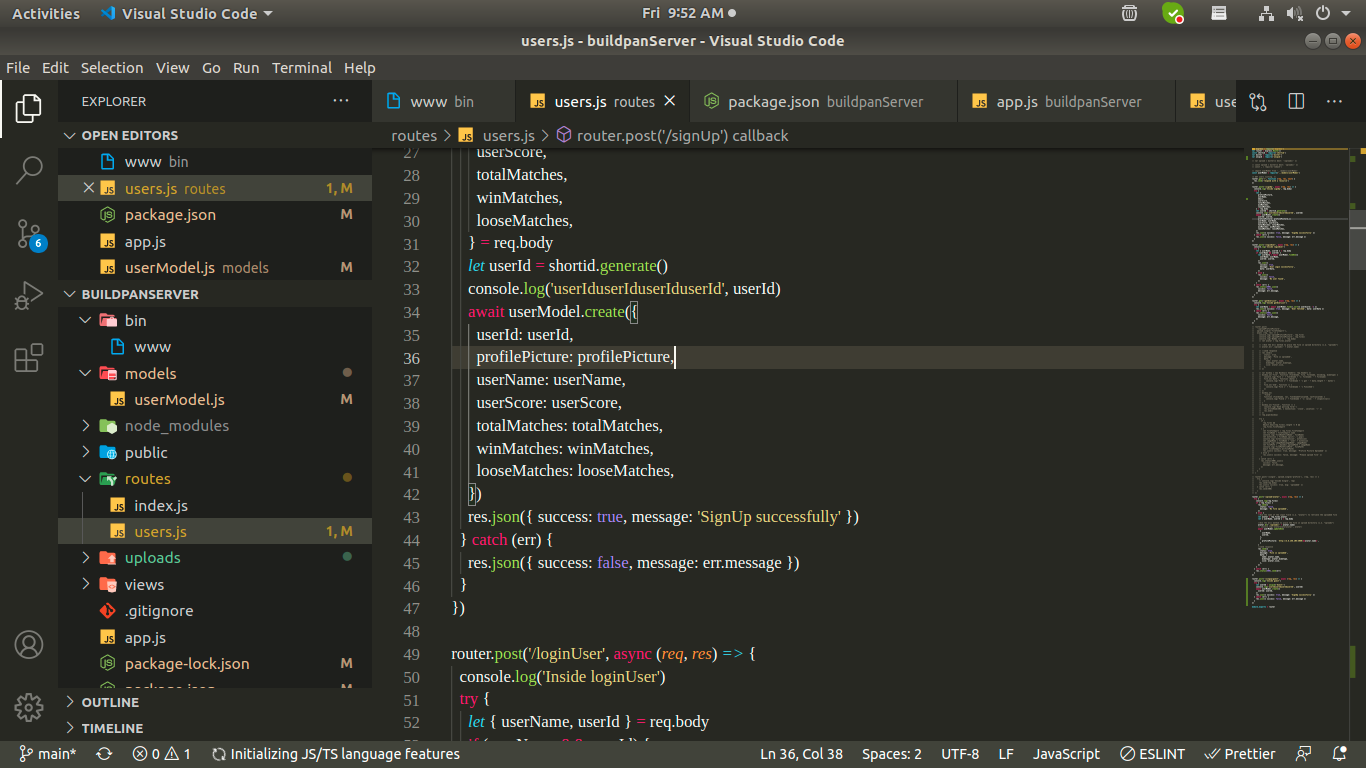 Activities Visual Studio Code Fri 9:52 AM
users.js - buildpanServer - Visual Studio Code
File Edit Selection View Go Run Terminal Help
EXPLORER ···
OPEN EDITORS
www bin
users.js routes 1, M
package.json M
app.js
userModel.js models M
BUILDPANSERVER
bin
www
models
userModel.js M
node_modules
public
routes
index.js
users.js 1, M
uploads
views
.gitignore
app.js
package-lock.json M
OUTLINE
TIMELINE
6
www bin users.js routes package.json buildpanServer app.js buildpanServer use ···
routes > users.js > router.post('/signUp') callback
27 userScore,
28 totalMatches,
29 winMatches,
30 looseMatches,
31 } = req.body
32 let userId = shortid.generate()
33 console.log('userIduserIduserIduserId', userId)
34 await userModel.create({
35 userId: userId,
36 profilePicture: profilePicture,
37 userName: userName,
38 userScore: userScore,
39 totalMatches: totalMatches,
40 winMatches: winMatches,
41 looseMatches: looseMatches,
42 })
43 res.json({ success: true, message: 'SignUp successfully' })
44 } catch (err) {
45 res.json({ success: false, message: err.message })
46 }
47 })
48
49 router.post('/loginUser', async (req, res) => {
50 console.log('Inside loginUser')
51 try {
52 let { userName, userId } = req.body
main* 0 1 Initializing JS/TS language features Ln 36, Col 38 Spaces: 2 UTF-8 LF JavaScript ESLINT Prettier